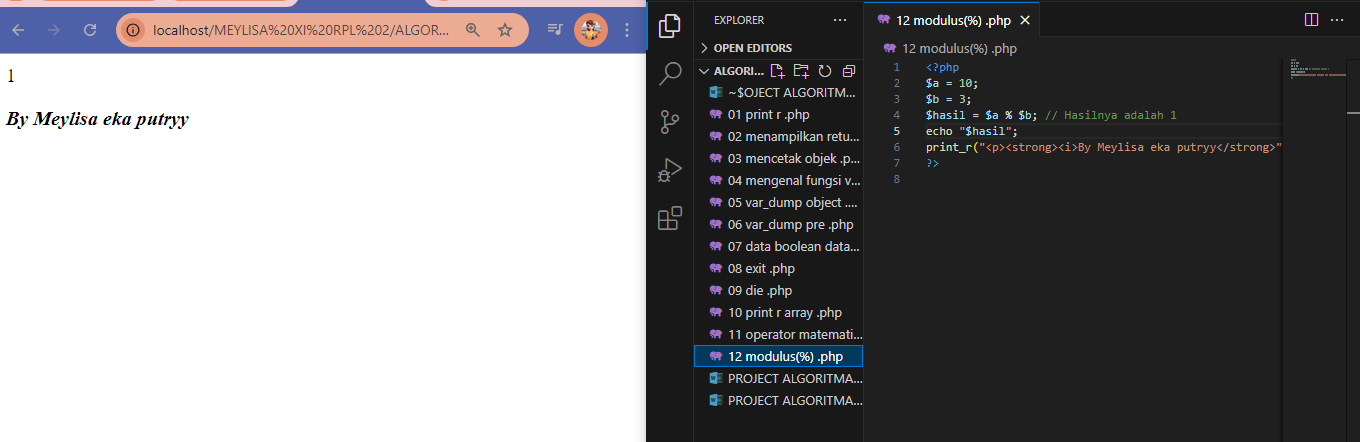 localhost/MEYLISA%20XI%20RPL%202/ALGOR...
1
By Meylisa eka putryy
EXPLORER
OPEN EDITORS
ALGORI...
~$OJECT ALGORITM...
01 print r .php
02 menampilkan retu...
03 mencetak objek .p...
04 mengenal fungsi v...
05 var_dump object ....
06 var_dump pre .php
07 data boolean data...
08 exit .php
09 die .php
10 print r array .php
11 operator matemati...
12 modulus(%) .php
PROJECT ALGORITMA...
PROJECT ALGORITMA...
12 modulus(%) .php
12 modulus(%) .php
1 <?php
2 $a = 10;
3 $b = 3;
4 $hasil = $a % $b; // Hasilnya adalah 1
5 echo "$hasil";
6 print_r("<p><strong><i>By Meylisa eka putryy</strong>"
7 ?>
8